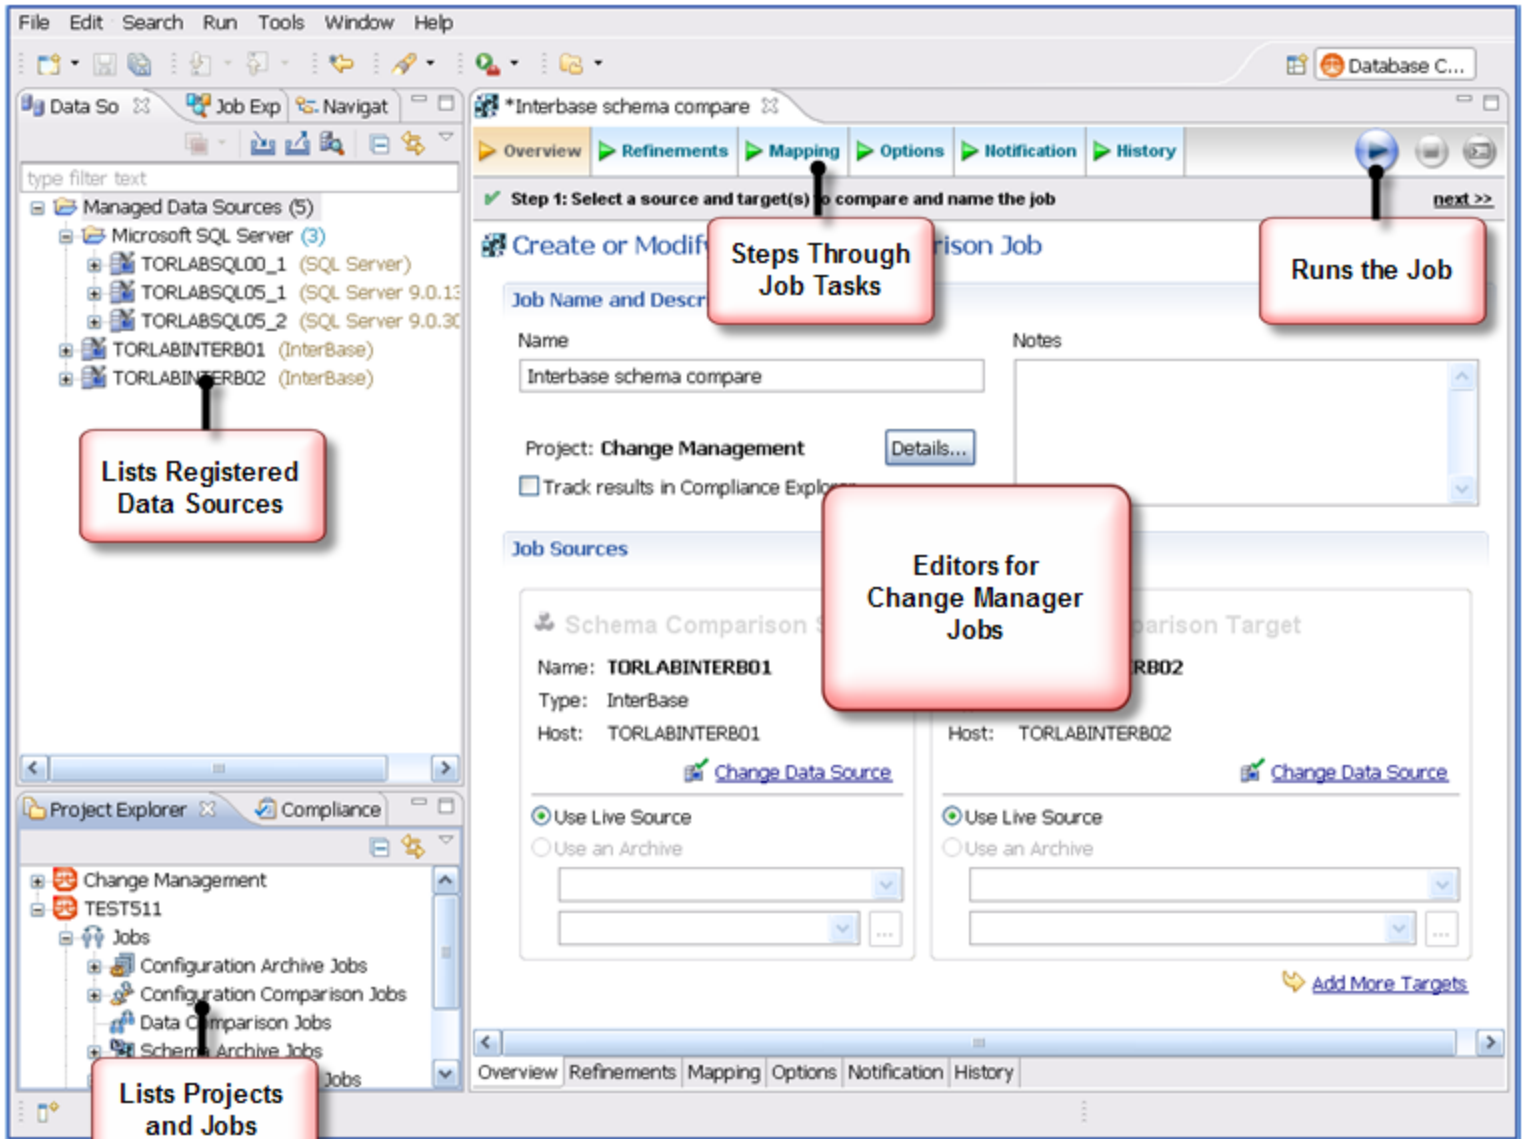 File Edit Search Run Tools Window Help
Database C...
Data So Job Exp Navigat
type filter text
Managed Data Sources (5)
Microsoft SQL Server (3)
TORLABSQL00_1 (SQL Server)
TORLABSQL05_1 (SQL Server 9.0.13
TORLABSQL05_2 (SQL Server 9.0.30
TORLABINTERB01 (InterBase)
TORLABINTERB02 (InterBase)
Lists Registered
Data Sources
Project Explorer Compliance
Change Management
TEST511
Jobs
Configuration Archive Jobs
Configuration Comparison Jobs
Data Comparison Jobs
Schema Archive Jobs
Jobs
Lists Projects
and Jobs
*Interbase schema compare
Overview Refinements Mapping Options Notification History
Step 1: Select a source and target(s) to compare and name the job next >>
Create or Modif rison Job
Steps Through
Job Tasks
Runs the Job
Job Name and Descr
Name
Notes
Interbase schema compare
Project: Change Management Details...
Track results in Compliance Explorer
Editors for
Change Manager
Jobs
Job Sources
Schema Comparison S
parison Target
Name: TORLABINTERB01
RB02
Type: InterBase
Host: TORLABINTERB01
Host: TORLABINTERB02
Change Data Source
Change Data Source
Use Live Source
Use Live Source
Use an Archive
Use an Archive
...
...
Add More Targets
Overview Refinements Mapping Options Notification History